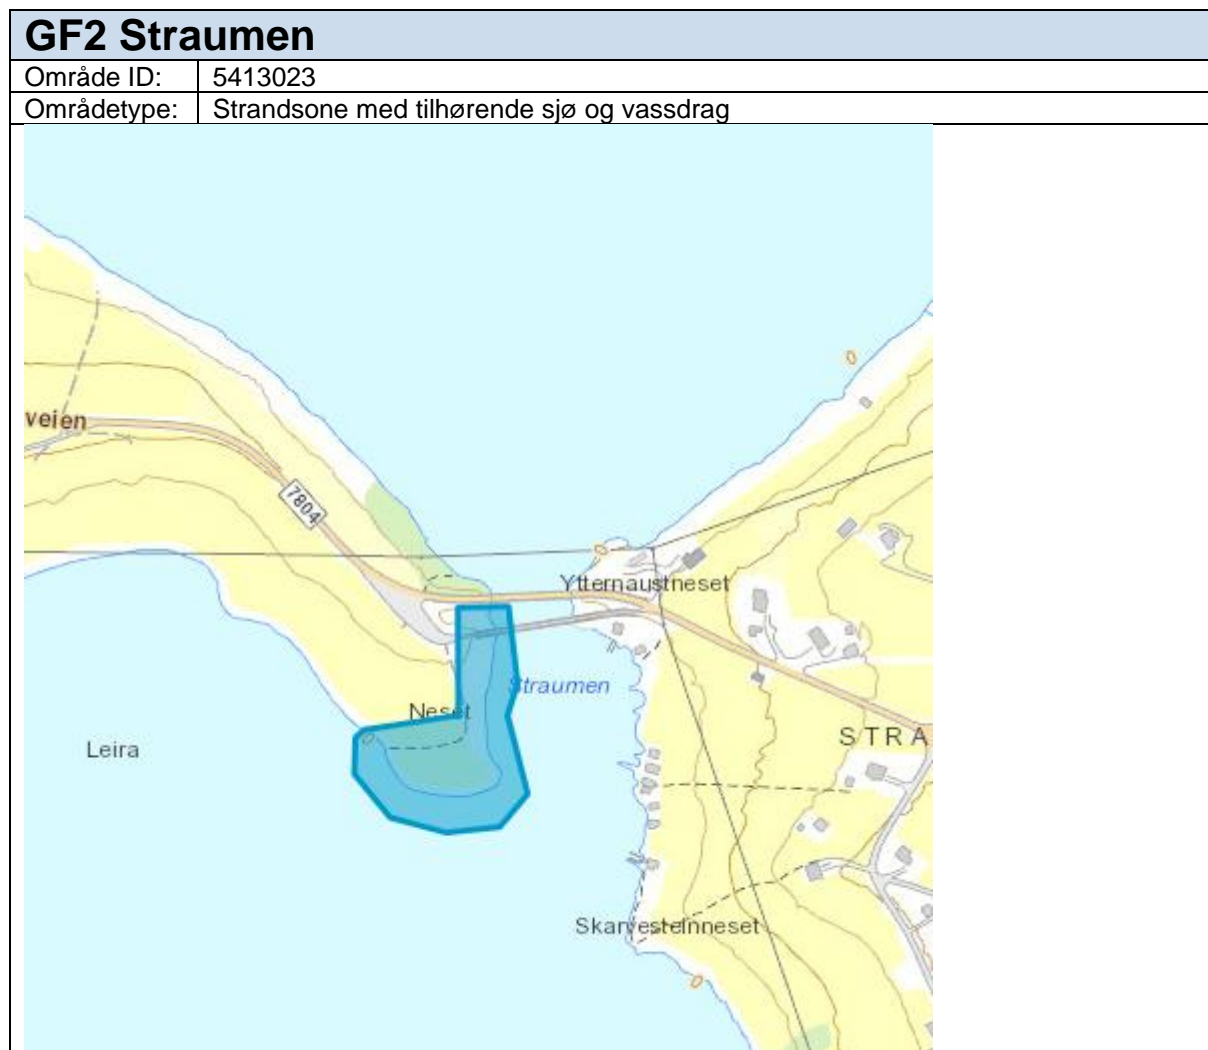 GF2 Straumen
Område ID: 5413023
Områdetype: Strandsone med tilhørende sjø og vassdrag
veien
7804
Ytternaustneset
Straumen
Neset
STRA
Leira
Skarvesteinneset